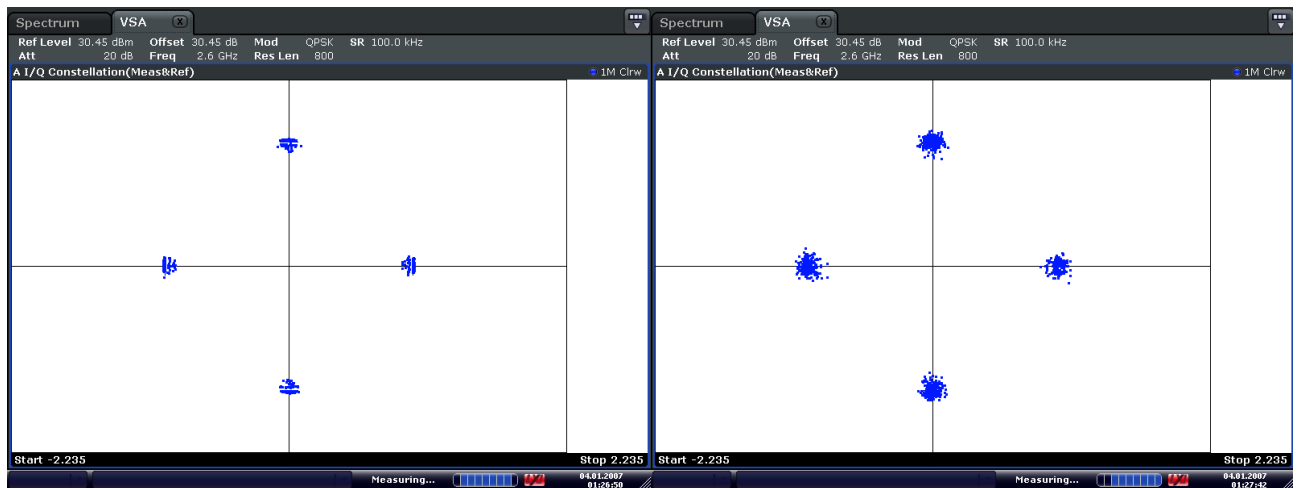 Spectrum VSA X
Ref Level 30.45 dBm Offset 30.45 dB Mod QPSK SR 100.0 kHz
Att 20 dB Freq 2.6 GHz Res Len 800
A I/Q Constellation(Meas&Ref) 1M Clrw
Start -2.235 Stop 2.235
Measuring... 04.01.2007
01:26:50
Spectrum VSA X
Ref Level 30.45 dBm Offset 30.45 dB Mod QPSK SR 100.0 kHz
Att 20 dB Freq 2.6 GHz Res Len 800
A I/Q Constellation(Meas&Ref) 1M Clrw
Start -2.235 Stop 2.235
Measuring... 04.01.2007
01:27:42